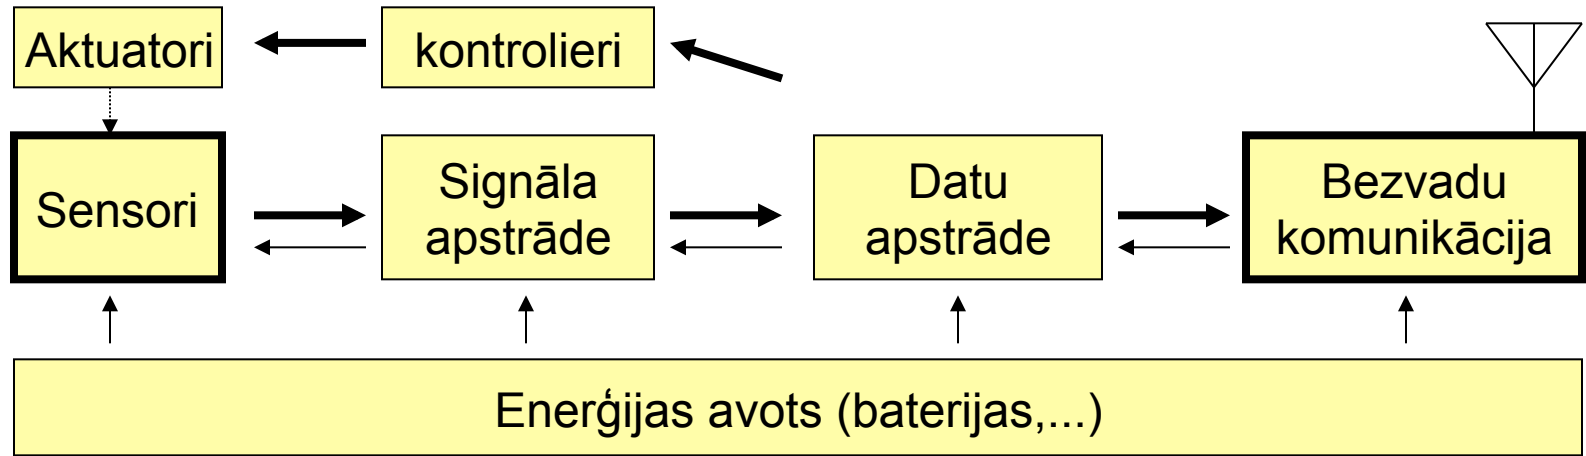 Aktuatori
kontrolieri
Sensori
Signāla
apstrāde
Datu
apstrāde
Bezvadu
komunikācija
Enerģijas avots (baterijas,...)